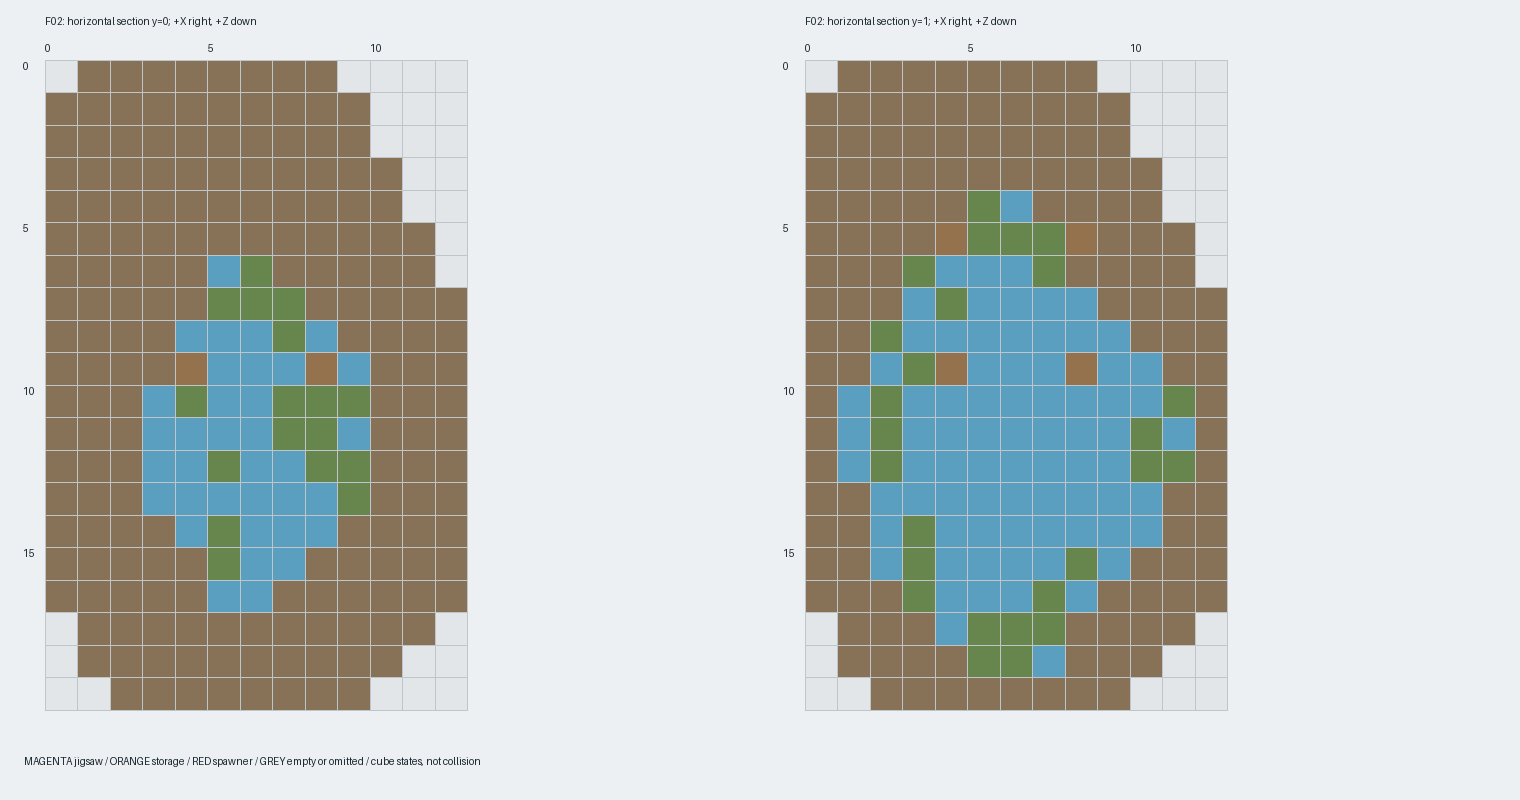 F02: horizontal section y=0; +X right, +Z down
F02: horizontal section y=1; +X right, +Z down
0 5 10
0 5 10
0
0
5
5
10
10
15
15
MAGENTA jigsaw / ORANGE storage / RED spawner / GREY empty or omitted / cube states, not collision